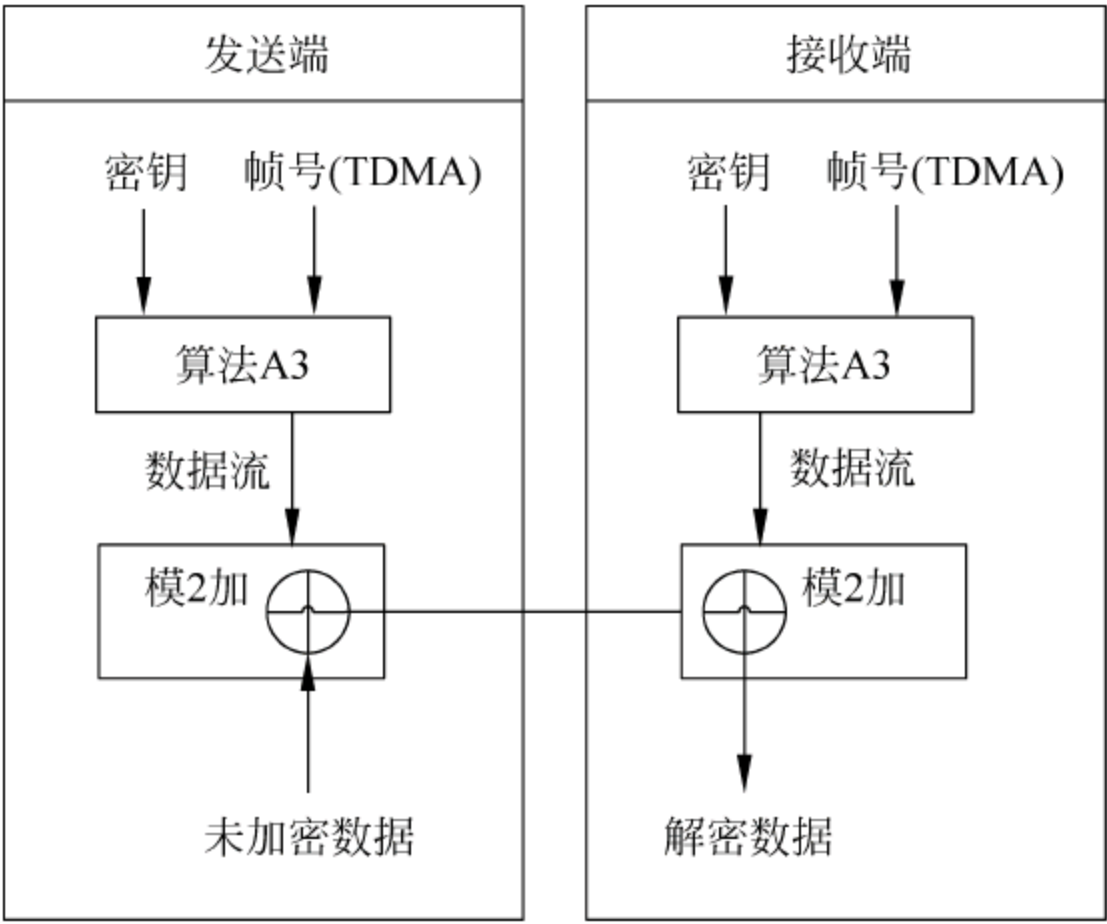 发送端
密钥 帧号(TDMA)
算法A3
数据流
模2加
未加密数据
接收端
密钥 帧号(TDMA)
算法A3
数据流
模2加
解密数据